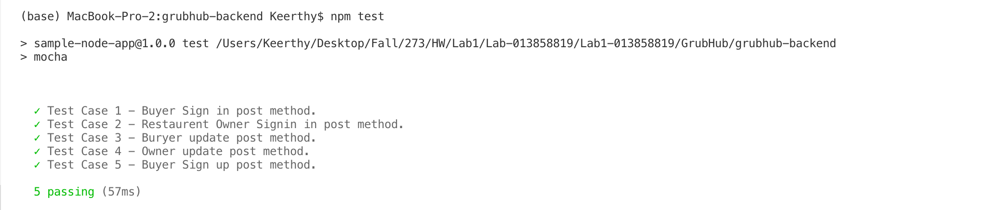 (base) MacBook-Pro-2:grubhub-backend Keerthy$ npm test
> sample-node-app@1.0.0 test /Users/Keerthy/Desktop/Fall/273/HW/Lab1/Lab-013858819/Lab1-013858819/GrubHub/grubhub-backend
> mocha
✓ Test Case 1 - Buyer Sign in post method.
✓ Test Case 2 - Restaurent Owner Signin in post method.
✓ Test Case 3 - Buryer update post method.
✓ Test Case 4 - Owner update post method.
✓ Test Case 5 - Buyer Sign up post method.
5 passing (57ms)